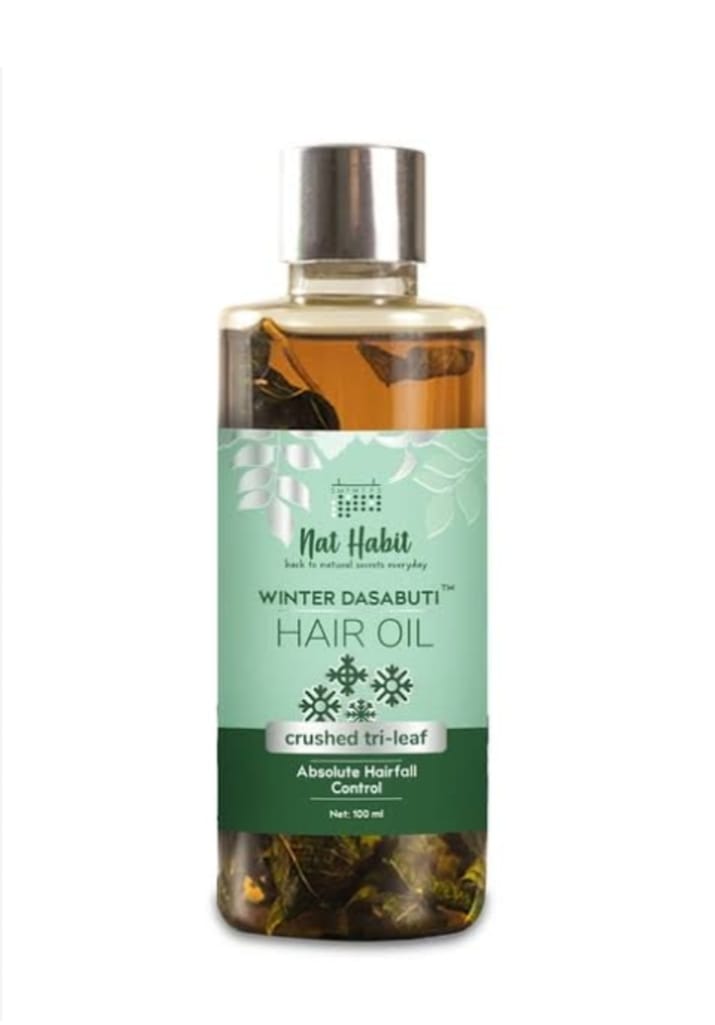 Nat Habit
back to natural secrets everyday
WINTER DASABUTI™
HAIR OIL
crushed tri-leaf
Absolute Hairfall
Control
Net: 100 ml